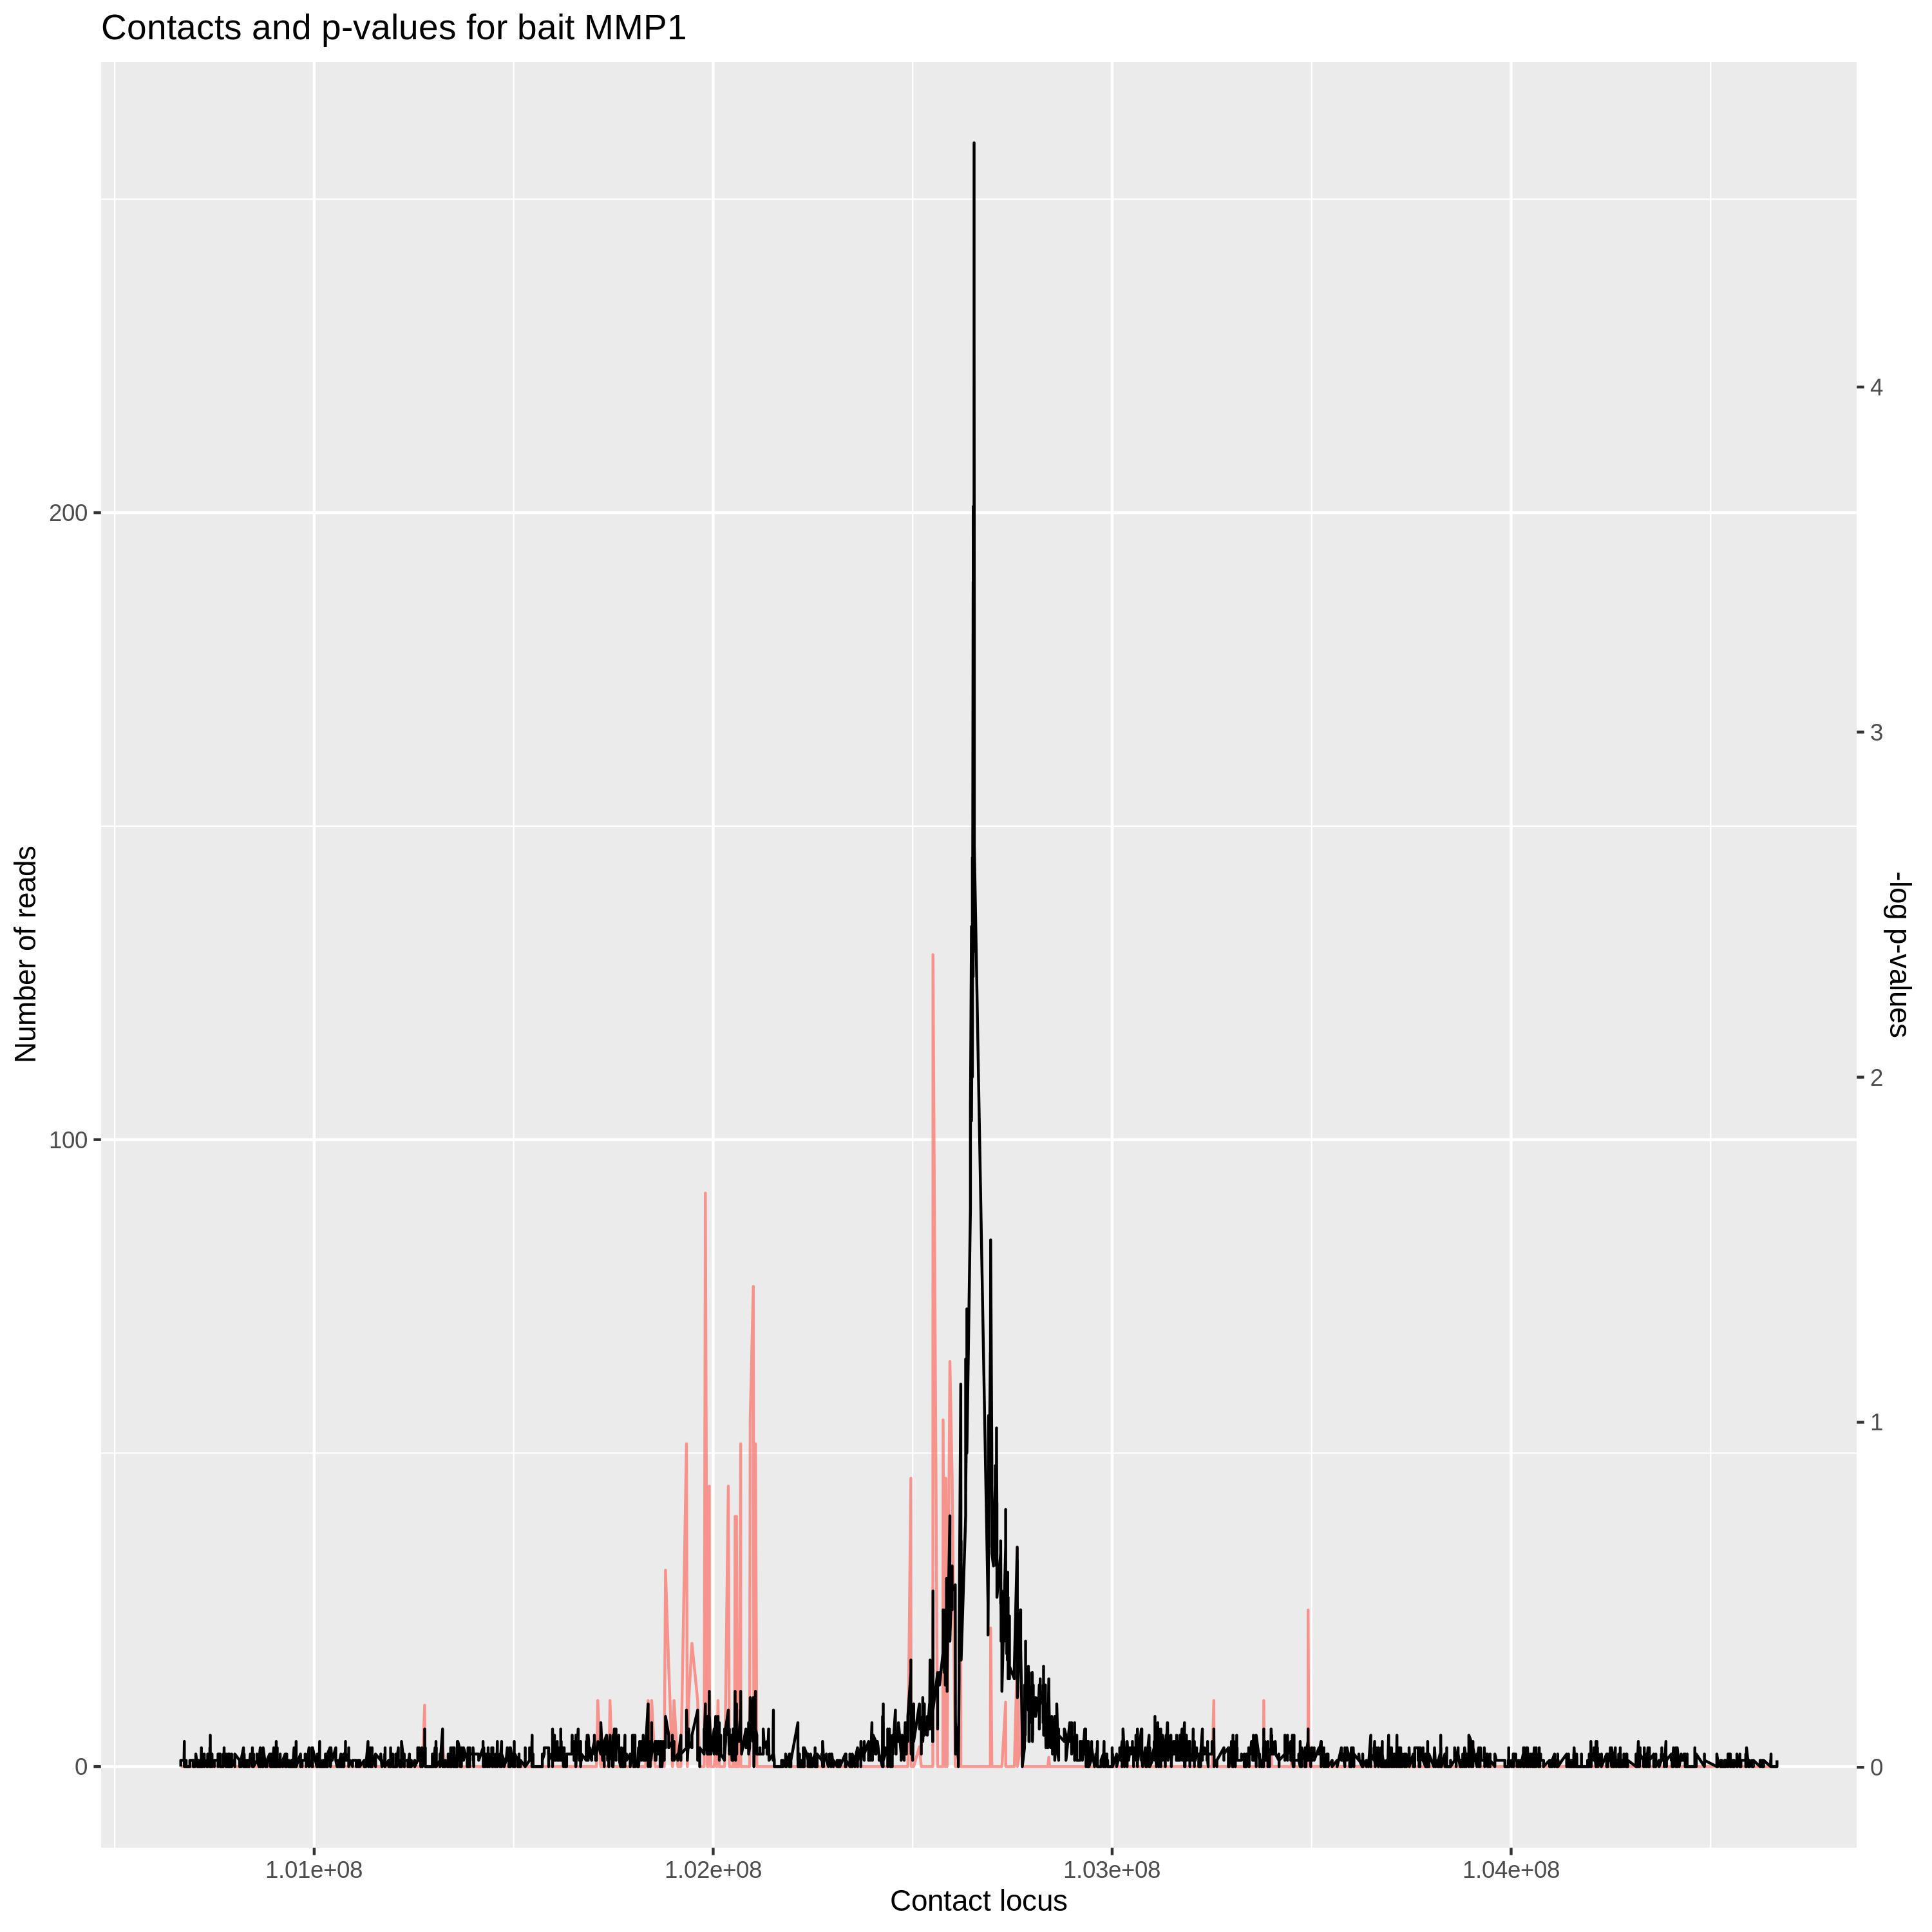 Contacts and p-values for bait MMP1
Number of reads
200
100
0
4
3
2
1
0
-log p-values
1.01e+08
1.02e+08
1.03e+08
1.04e+08
Contact locus